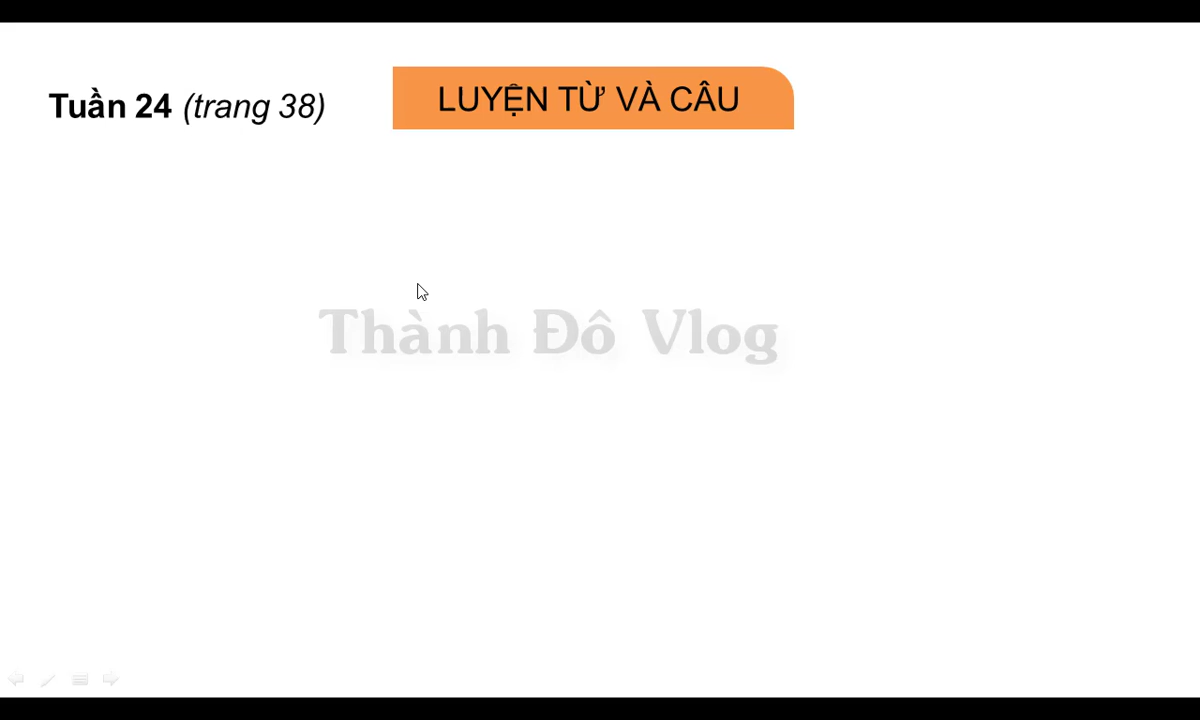 Tuần 24 (trang 38)
LUYỆN TỪ VÀ CÂU
Thành Đô Vlog